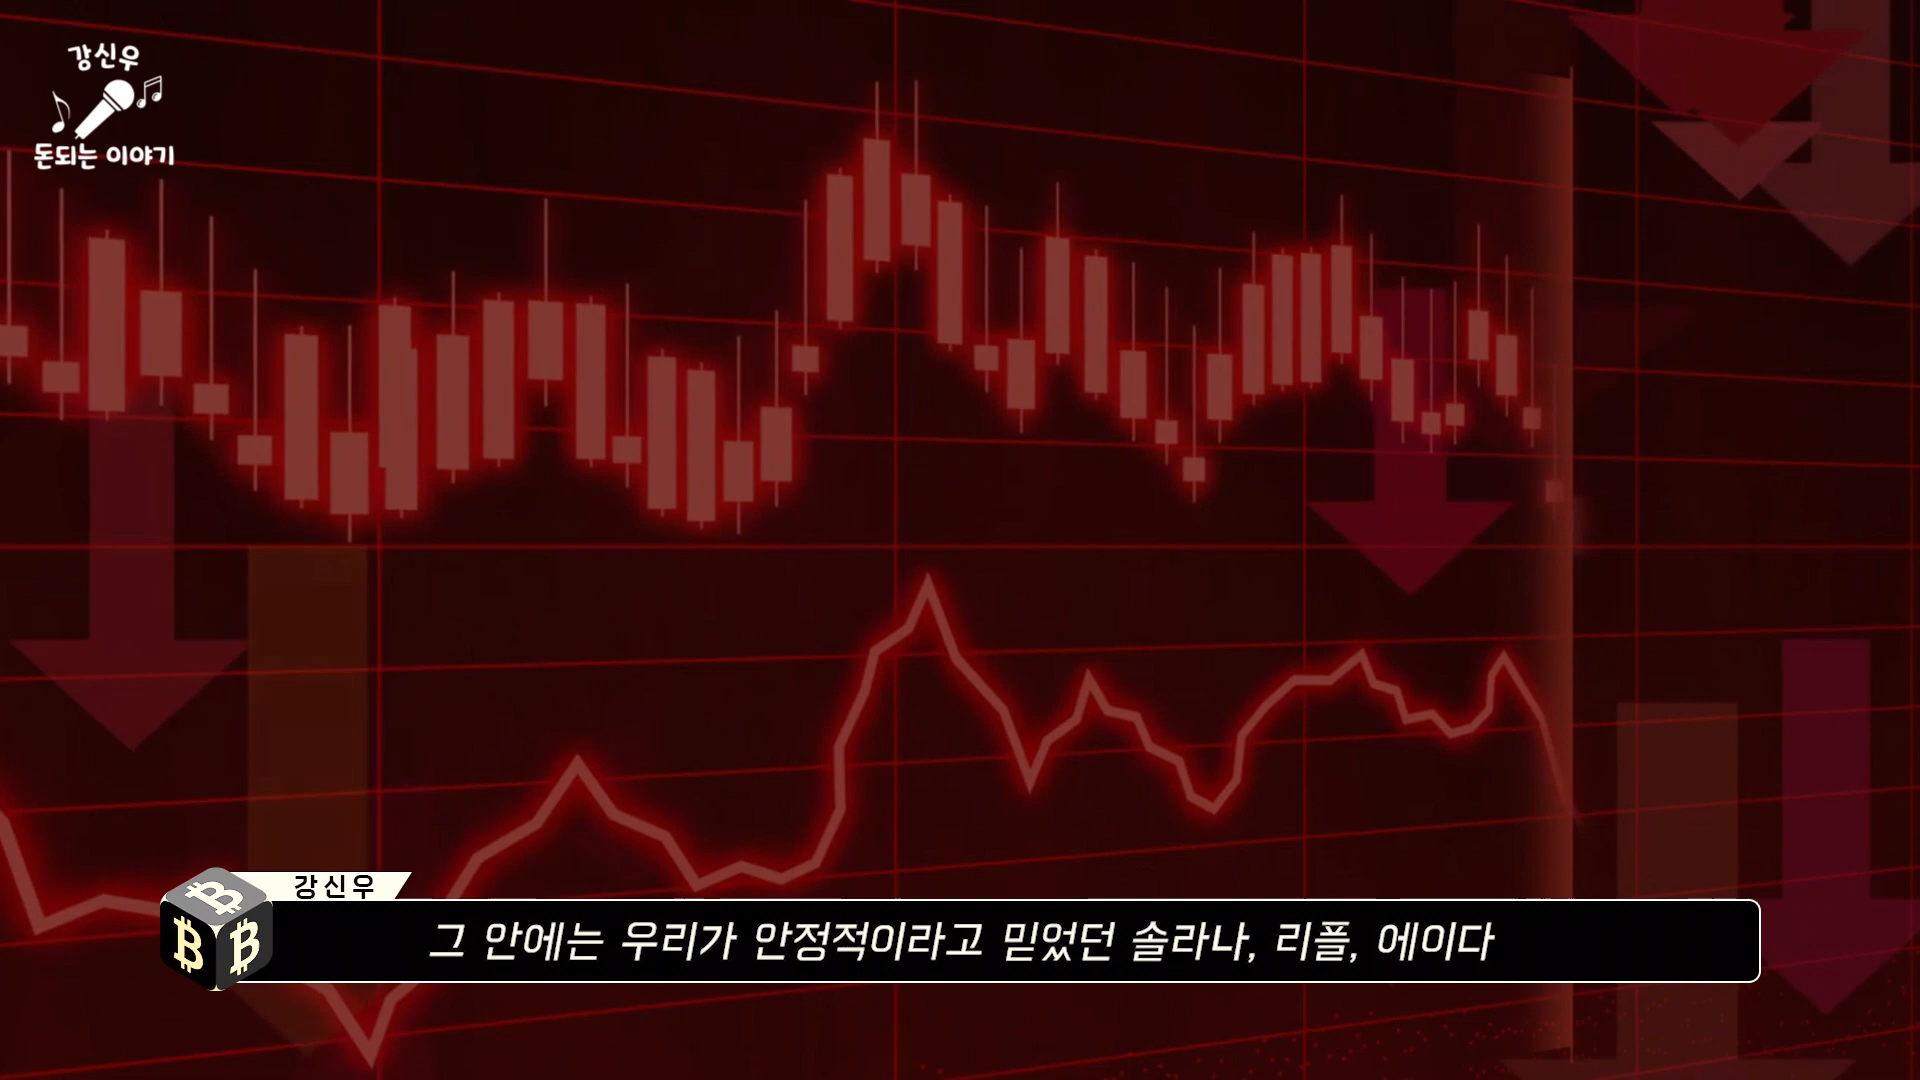 강신우
돈되는 이야기
강신우
그 안에는 우리가 안정적이라고 믿었던 솔라나, 리플, 에이다